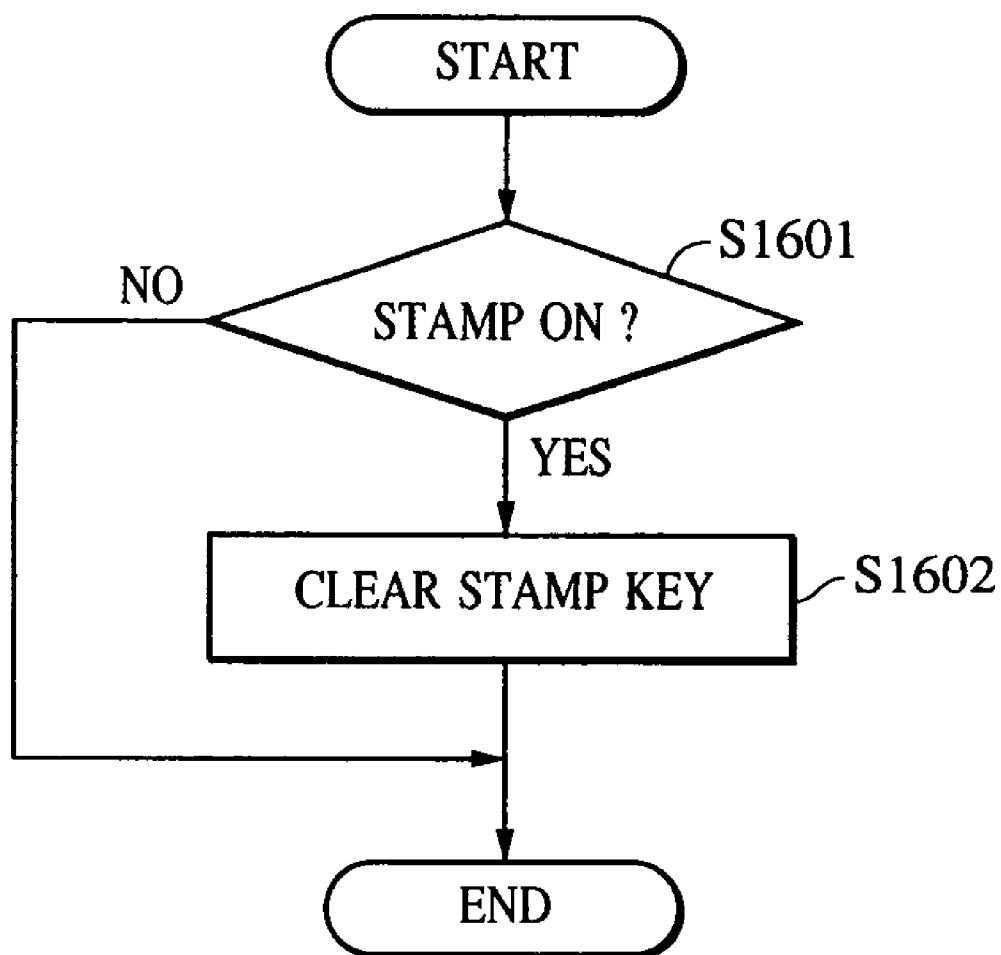 START
S1601
NO
STAMP ON ?
YES
CLEAR STAMP KEY
S1602
END